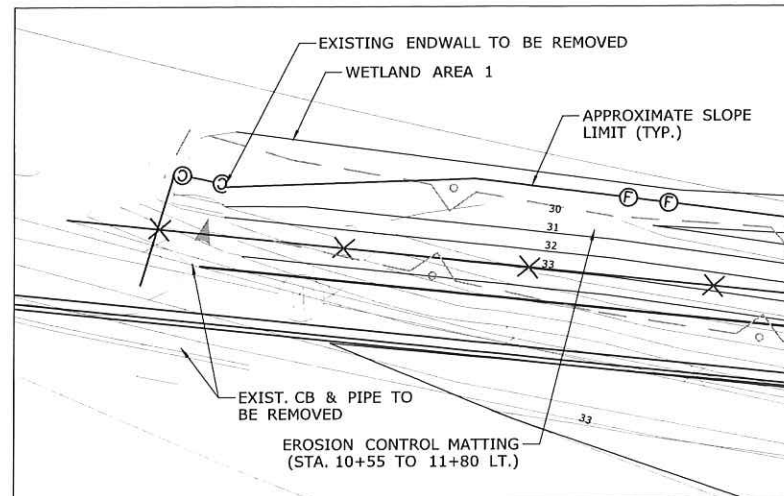 EXISTING ENDWALL TO BE REMOVED
WETLAND AREA 1
APPROXIMATE SLOPE
LIMIT (TYP.)
C
C
F
F
30
31
32
33
EXIST. CB & PIPE TO
BE REMOVED
33
EROSION CONTROL MATTING
(STA. 10+55 TO 11+80 LT.)